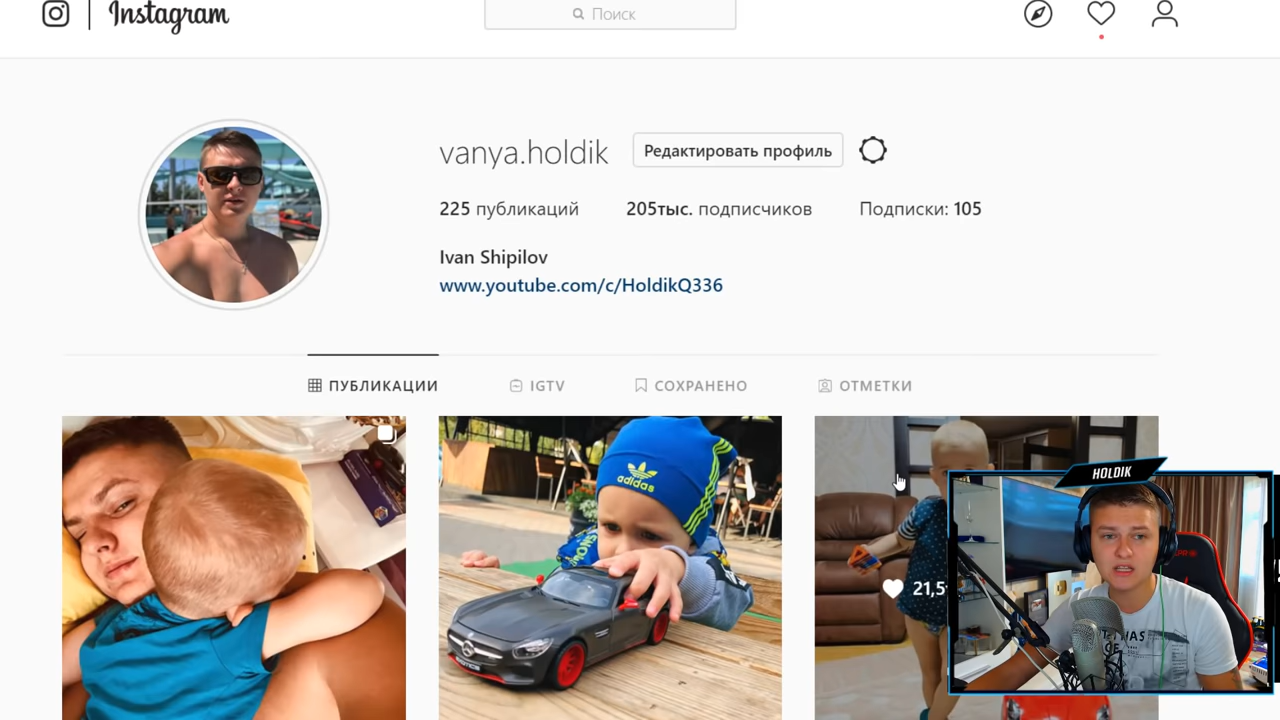 Instagram
Поиск
vanya.holdik
Редактировать профиль
225 публикаций 205тыс. подписчиков Подписки: 105
Ivan Shipilov
www.youtube.com/c/HoldikQ336
ПУБЛИКАЦИИ IGTV СОХРАНЕНО ОТМЕТКИ
adidas
21,5
HOLDIK